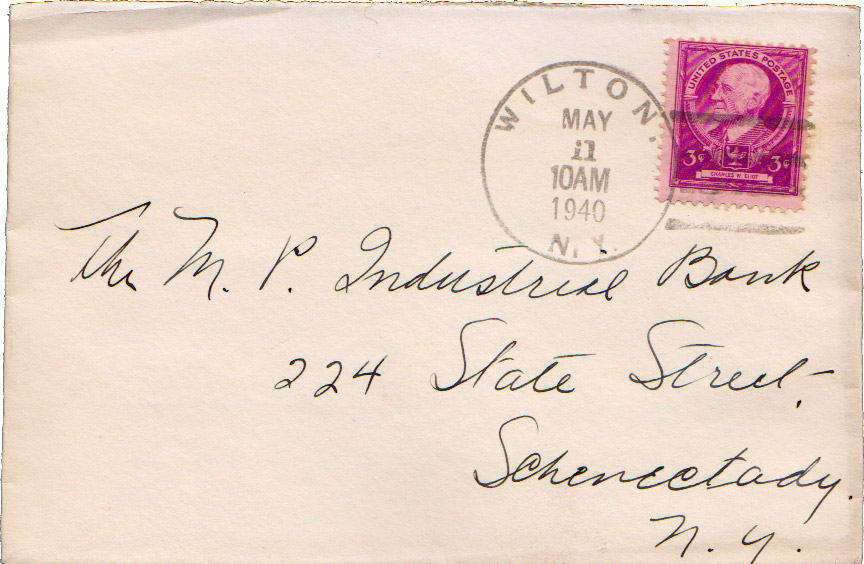 UNITED STATES POSTAGE
3¢ 3¢
CHARLES W. ELIOT
WILTON,
MAY
11
10AM
1940
N.Y.
The M. P. Industrial Bank
224 State Street.
Schenectady.
N. Y.